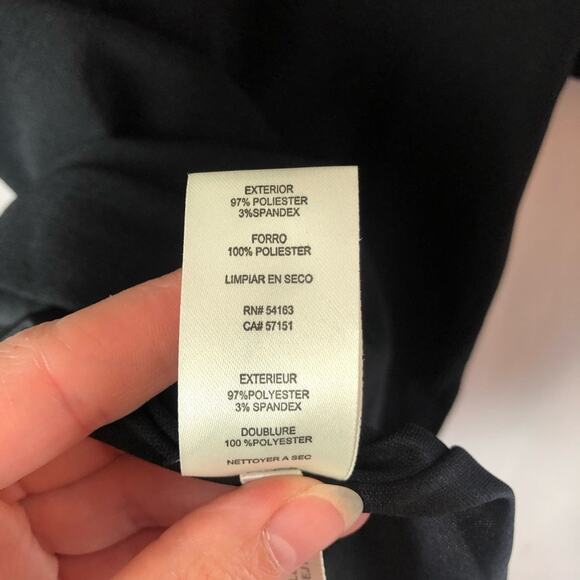 EXTERIOR
97% POLIESTER
3%SPANDEX
FORRO
100% POLIESTER
LIMPIAR EN SECO
RN# 54163
CA# 57151
EXTERIEUR
97%POLYESTER
3% SPANDEX
DOUBLURE
100 %POLYESTER
NETTOYER A SEC